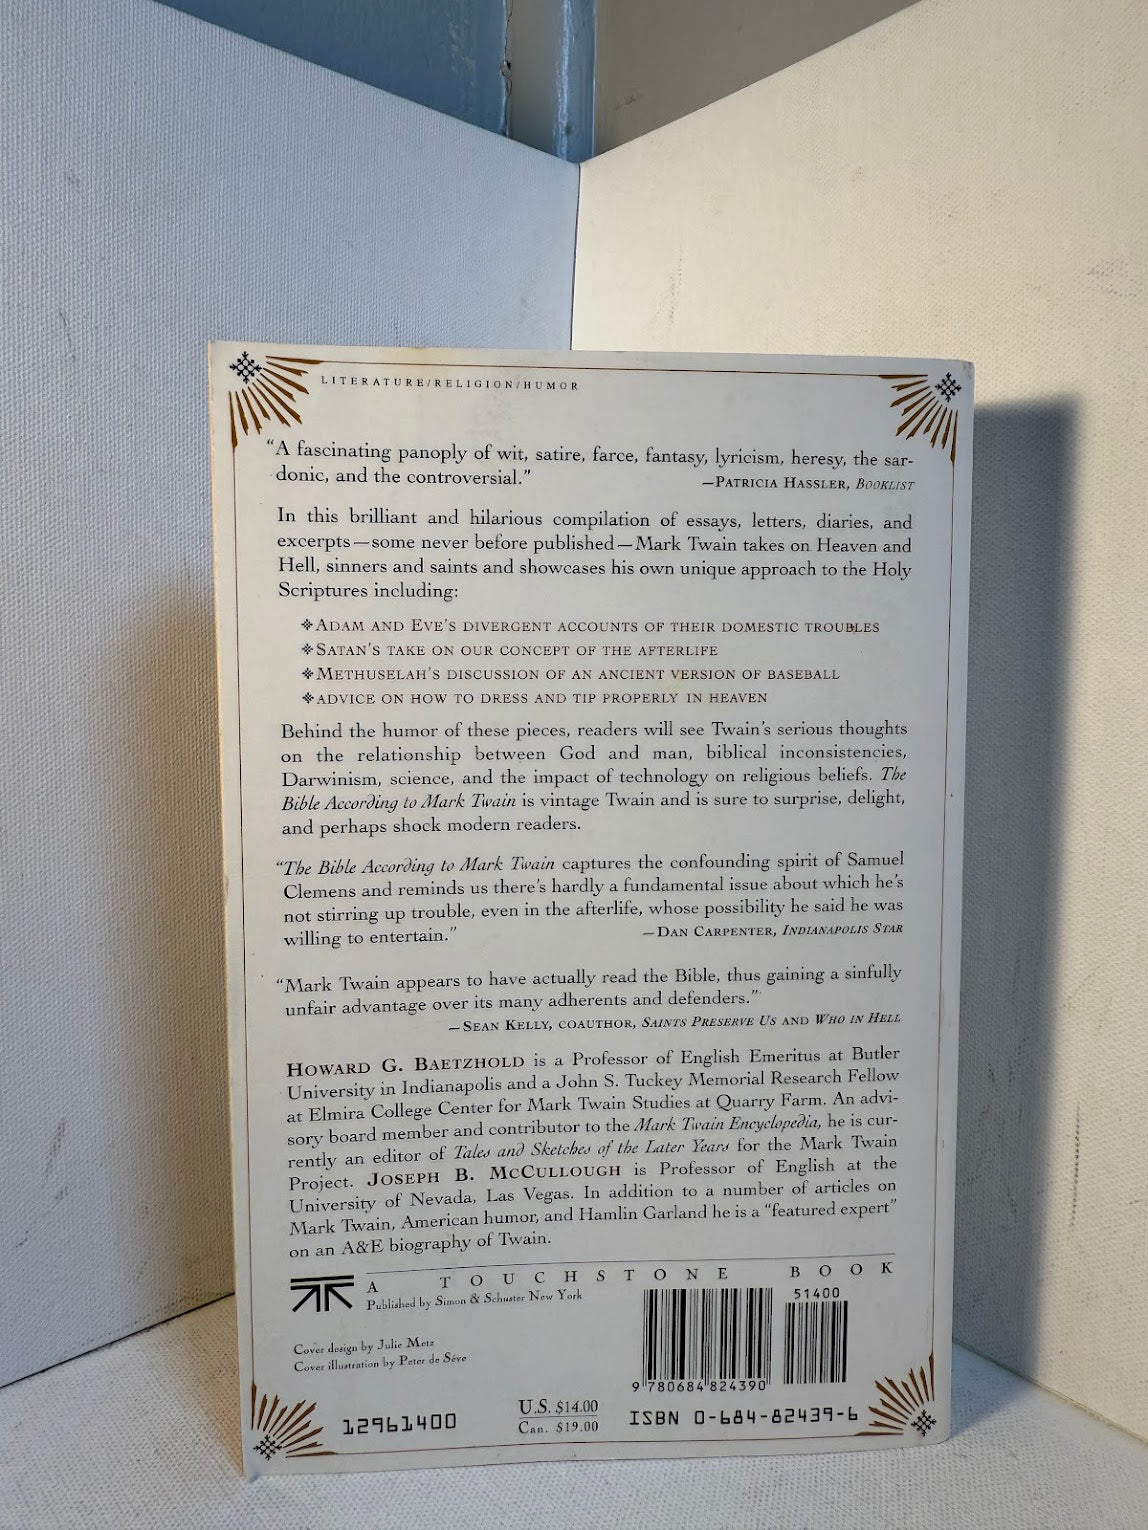 LITERATURE/RELIGION/HUMOR
“A fascinating panoply of wit, satire, farce, fantasy, lyricism, heresy, the sar-
donic, and the controversial.” —PATRICIA HASSLER, BOOKLIST
In this brilliant and hilarious compilation of essays, letters, diaries, and
excerpts—some never before published—Mark Twain takes on Heaven and
Hell, sinners and saints and showcases his own unique approach to the Holy
Scriptures including:
❖ADAM AND EVE’S DIVERGENT ACCOUNTS OF THEIR DOMESTIC TROUBLES
❖SATAN’S TAKE ON OUR CONCEPT OF THE AFTERLIFE
❖METHUSELAH’S DISCUSSION OF AN ANCIENT VERSION OF BASEBALL
❖ADVICE ON HOW TO DRESS AND TIP PROPERLY IN HEAVEN
Behind the humor of these pieces, readers will see Twain’s serious thoughts
on the relationship between God and man, biblical inconsistencies,
Darwinism, science, and the impact of technology on religious beliefs. The
Bible According to Mark Twain is vintage Twain and is sure to surprise, delight,
and perhaps shock modern readers.
“The Bible According to Mark Twain captures the confounding spirit of Samuel
Clemens and reminds us there’s hardly a fundamental issue about which he’s
not stirring up trouble, even in the afterlife, whose possibility he said he was
willing to entertain.” —DAN CARPENTER, INDIANAPOLIS STAR
“Mark Twain appears to have actually read the Bible, thus gaining a sinfully
unfair advantage over its many adherents and defenders.”
—SEAN KELLY, COAUTHOR, SAINTS PRESERVE US AND WHO IN HELL
HOWARD G. BAETZHOLD is a Professor of English Emeritus at Butler
University in Indianapolis and a John S. Tuckey Memorial Research Fellow
at Elmira College Center for Mark Twain Studies at Quarry Farm. An advi-
sory board member and contributor to the Mark Twain Encyclopedia, he is cur-
rently an editor of Tales and Sketches of the Later Years for the Mark Twain
Project. JOSEPH B. MCCULLOUGH is Professor of English at the
University of Nevada, Las Vegas. In addition to a number of articles on
Mark Twain, American humor, and Hamlin Garland he is a “featured expert”
on an A&E biography of Twain.
A TOUCHSTONE BOOK
Published by Simon & Schuster New York
51400
Cover design by Julie Metz
Cover illustration by Peter de Sève
9 780684 824390
12961400
U.S. $14.00
Can. $19.00
ISBN 0-684-82439-6